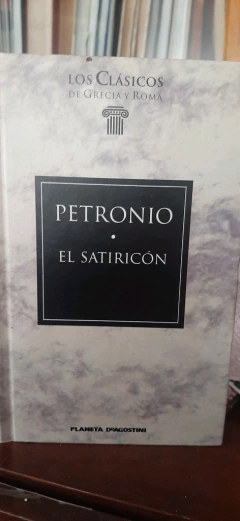 LOS CLÁSICOS
DE GRECIA Y ROMA
PETRONIO
·
EL SATIRICÓN
PLANETA DEAGOSTINI